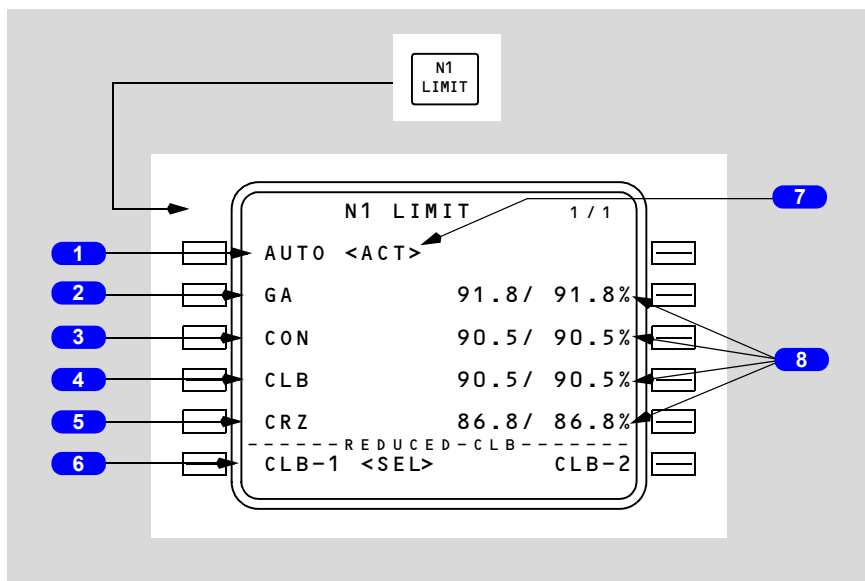 N1
LIMIT
N1 LIMIT 1/1
7
1 AUTO <ACT>
2 GA 91.8/ 91.8%
3 CON 90.5/ 90.5%
8
4 CLB 90.5/ 90.5%
5 CRZ 86.8/ 86.8%
------REDUCED-CLB------
6 CLB-1 <SEL> CLB-2